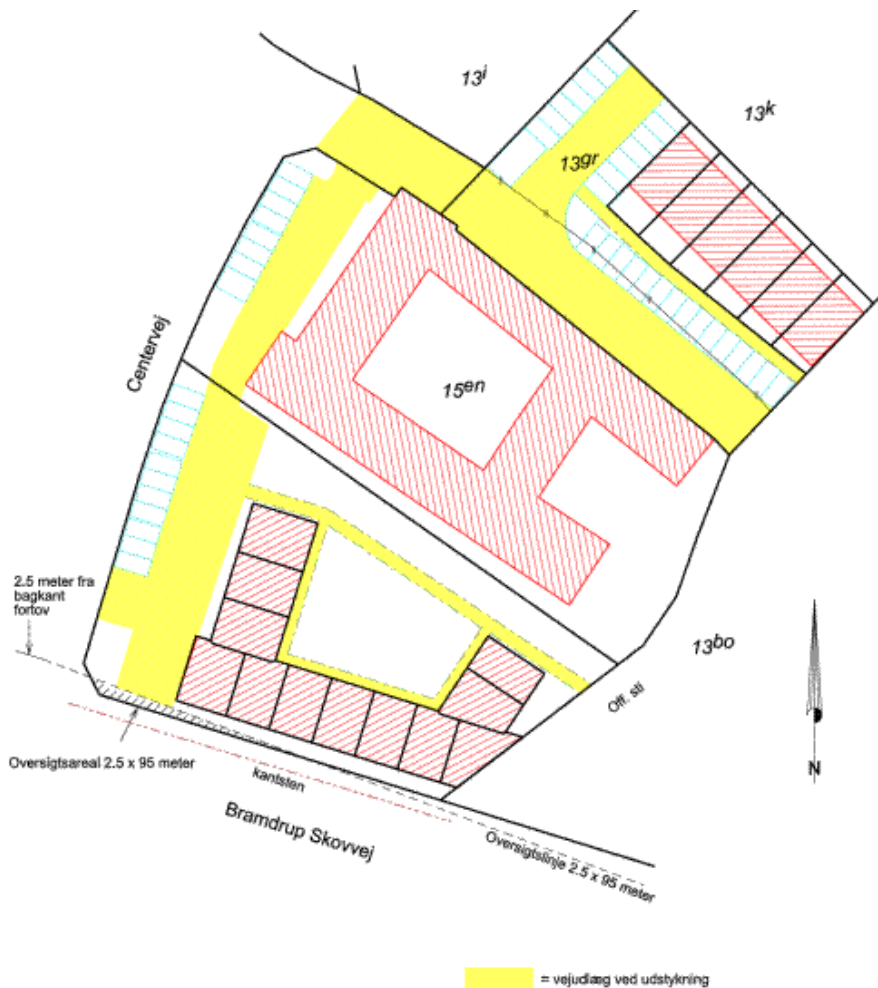 13i
13k
13gr
Centervej
15en
2.5 meter fra
bagkant
fortov
13bo
Off. sti
Oversigtsareal 2.5 x 95 meter
kantsten
N
Bramdrup Skovvej
Oversigtslinje 2.5 x 95 meter
= vejudlæg ved udstykning